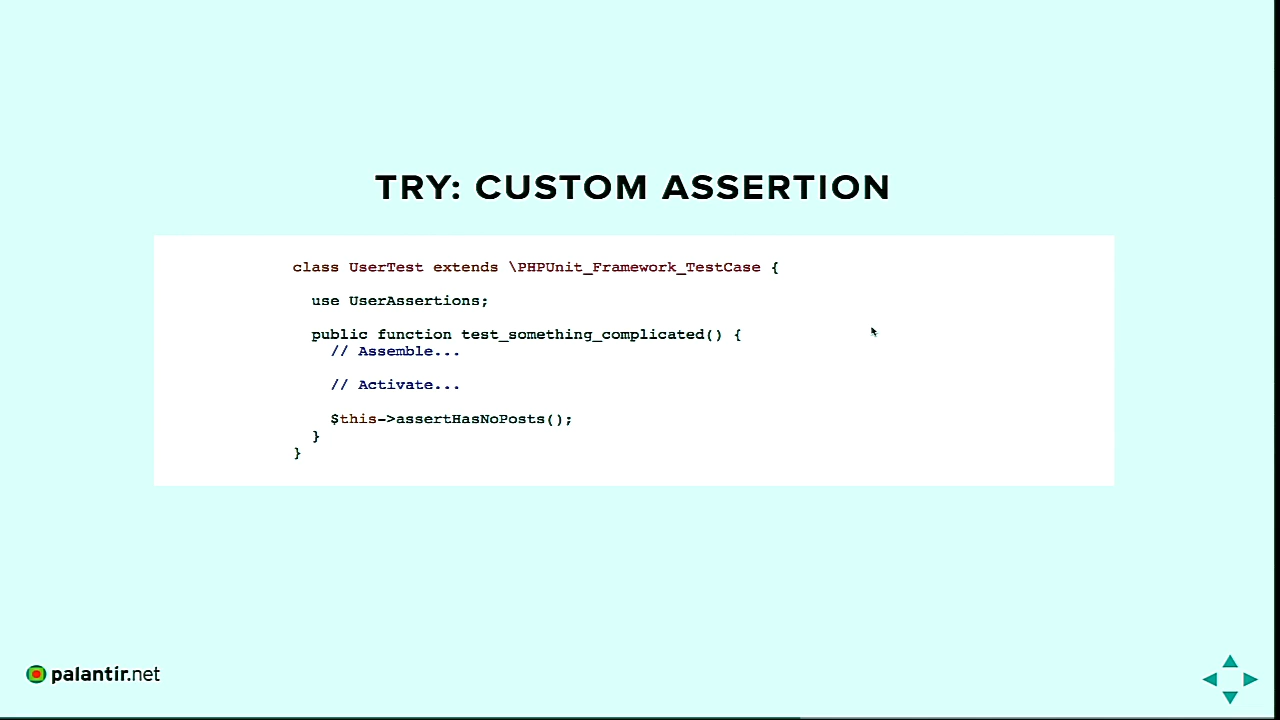 TRY: CUSTOM ASSERTION
class UserTest extends \PHPUnit_Framework_TestCase {
use UserAssertions;
public function test_something_complicated() {
// Assemble...
// Activate...
$this->assertHasNoPosts();
}
}
palantir.net